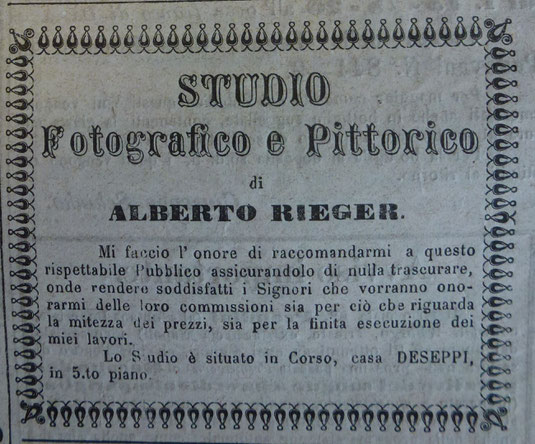 STUDIO
Fotografico e Pittorico
di
ALBERTO RIEGER.
Mi faccio l' onore di raccomandarmi a questo
rispettabile Pubblico assicurandolo di nulla trascurare,
onde rendere soddisfatti i Signori che vorranno ono-
rarmi delle loro commissioni sia per ciò che riguarda
la mitezza dei prezzi, sia per la finita esecuzione dei
miei lavori.
Lo S udio è situato in Corso, casa DESEPPI,
in 5.to piano.